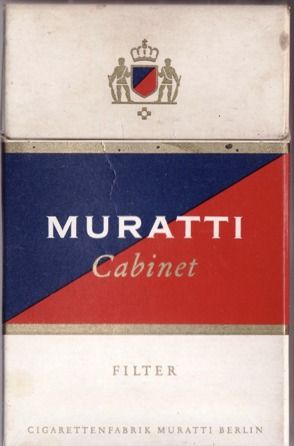 MURATTI
Cabinet
FILTER
CIGARETTENFABRIK MURATTI BERLIN